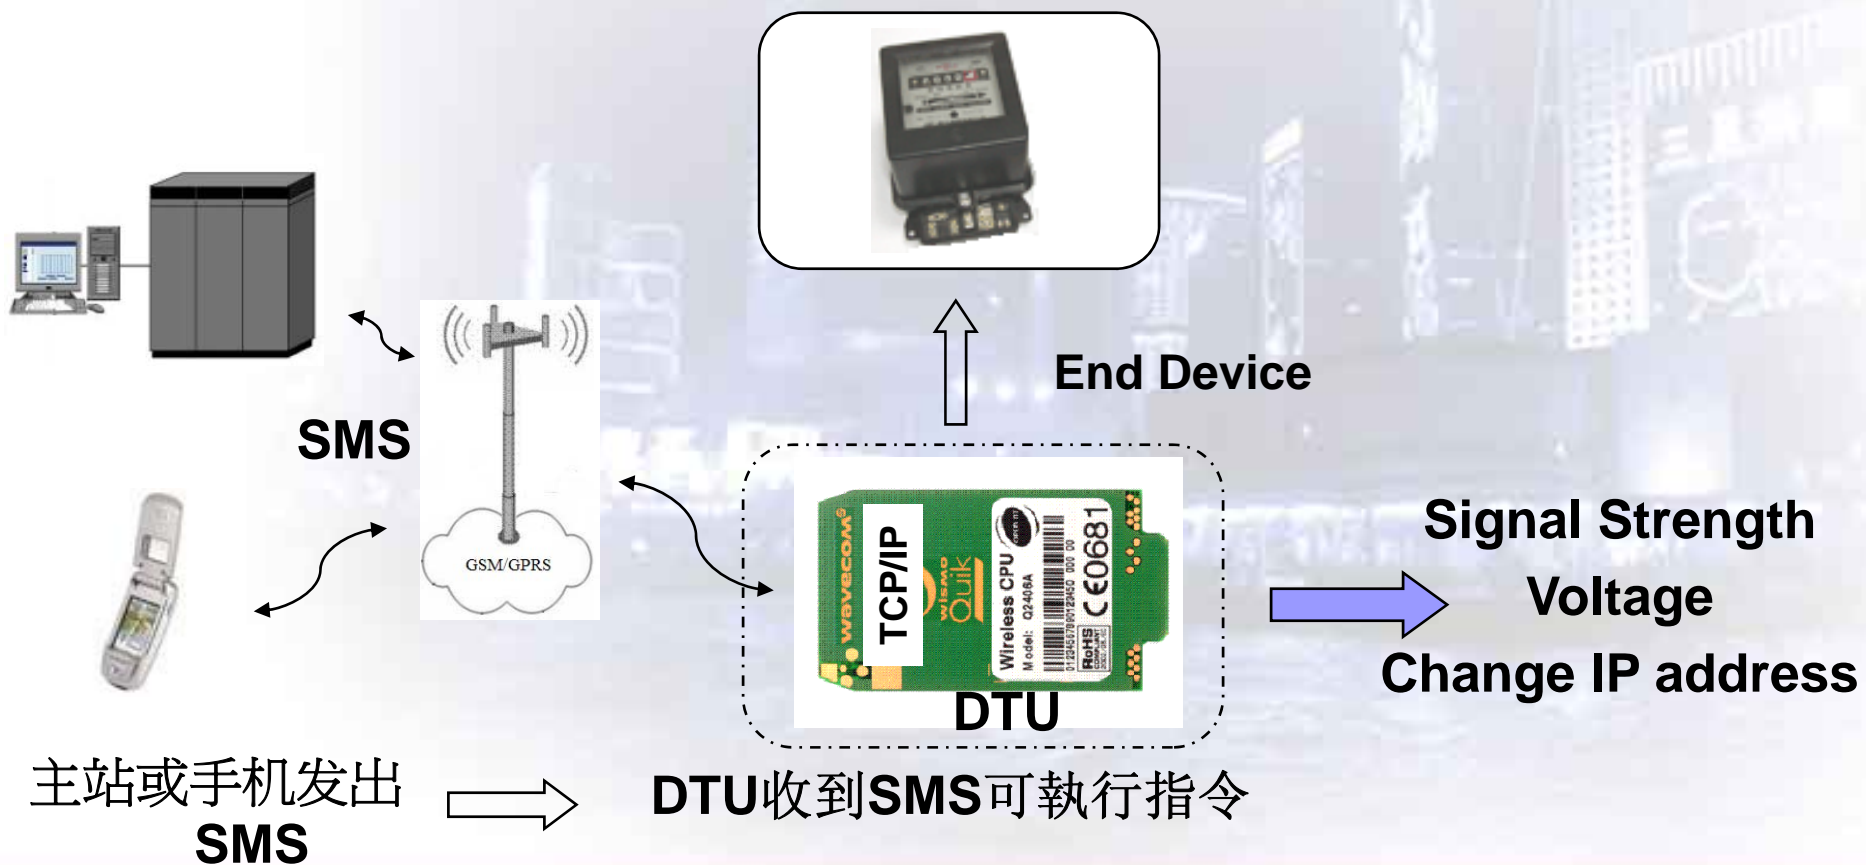 End Device
SMS
GSM/GPRS
wavecom
TCP/IP
wismo
Quik
Wireless CPU
Model: Q2406A
CE0681
RoHS
COMPLIANT
DTU
Signal Strength
Voltage
Change IP address
主站或手机发出
SMS
DTU收到SMS可執行指令